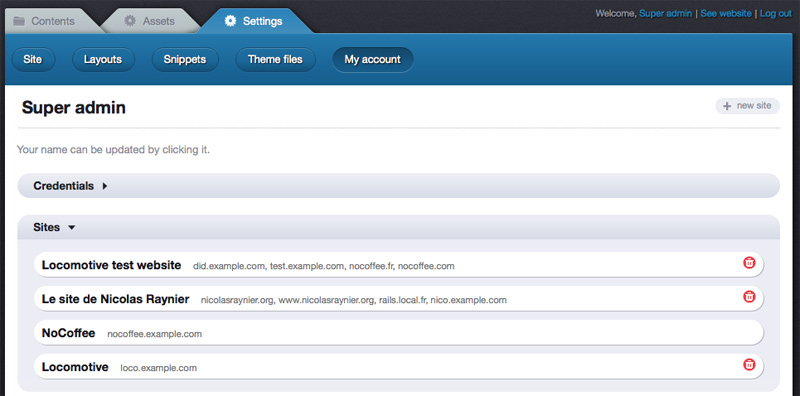 Contents Assets Settings Welcome, Super admin | See website | Log out
Site Layouts Snippets Theme files My account
Super admin + new site
Your name can be updated by clicking it.
Credentials
Sites
Locomotive test website did.example.com, test.example.com, nocoffee.fr, nocoffee.com
Le site de Nicolas Raynier nicolasraynier.org, www.nicolasraynier.org, rails.local.fr, nico.example.com
NoCoffee nocoffee.example.com
Locomotive loco.example.com